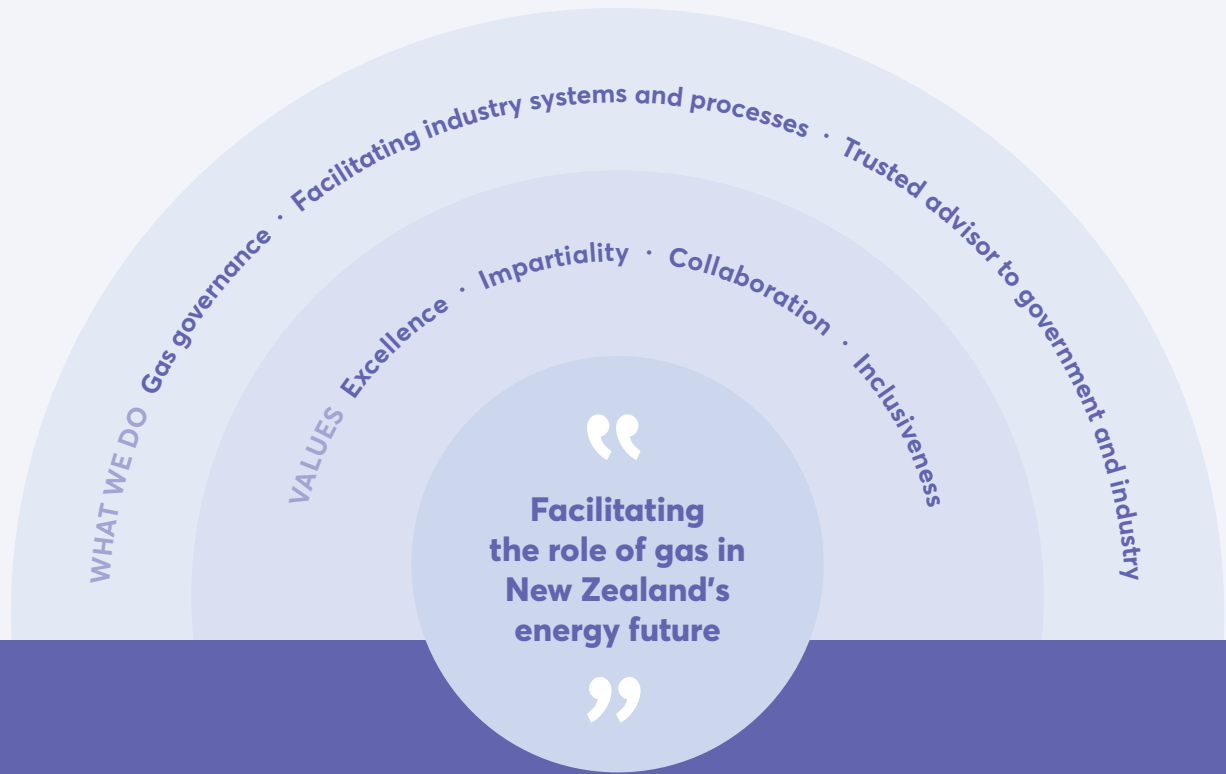 WHAT WE DO Gas governance · Facilitating industry systems and processes · Trusted advisor to government and industry
VALUES Excellence · Impartiality · Collaboration · Inclusiveness
“
Facilitating
the role of gas in
New Zealand’s
energy future
”